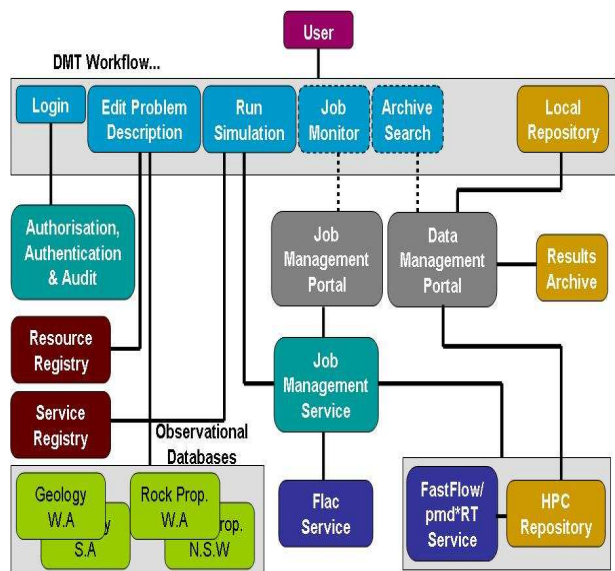 User
DMT Workflow...
Login
Edit Problem
Description
Run
Simulation
Job
Monitor
Archive
Search
Local
Repository
Authorisation,
Authentication
& Audit
Job
Management
Portal
Data
Management
Portal
Results
Archive
Resource
Registry
Job
Management
Service
Service
Registry
Observational
Databases
Geology
W.A
S.A
Rock Prop.
W.A
N.S.W
Flac
Service
FastFlow/
pmd*RT
Service
HPC
Repository